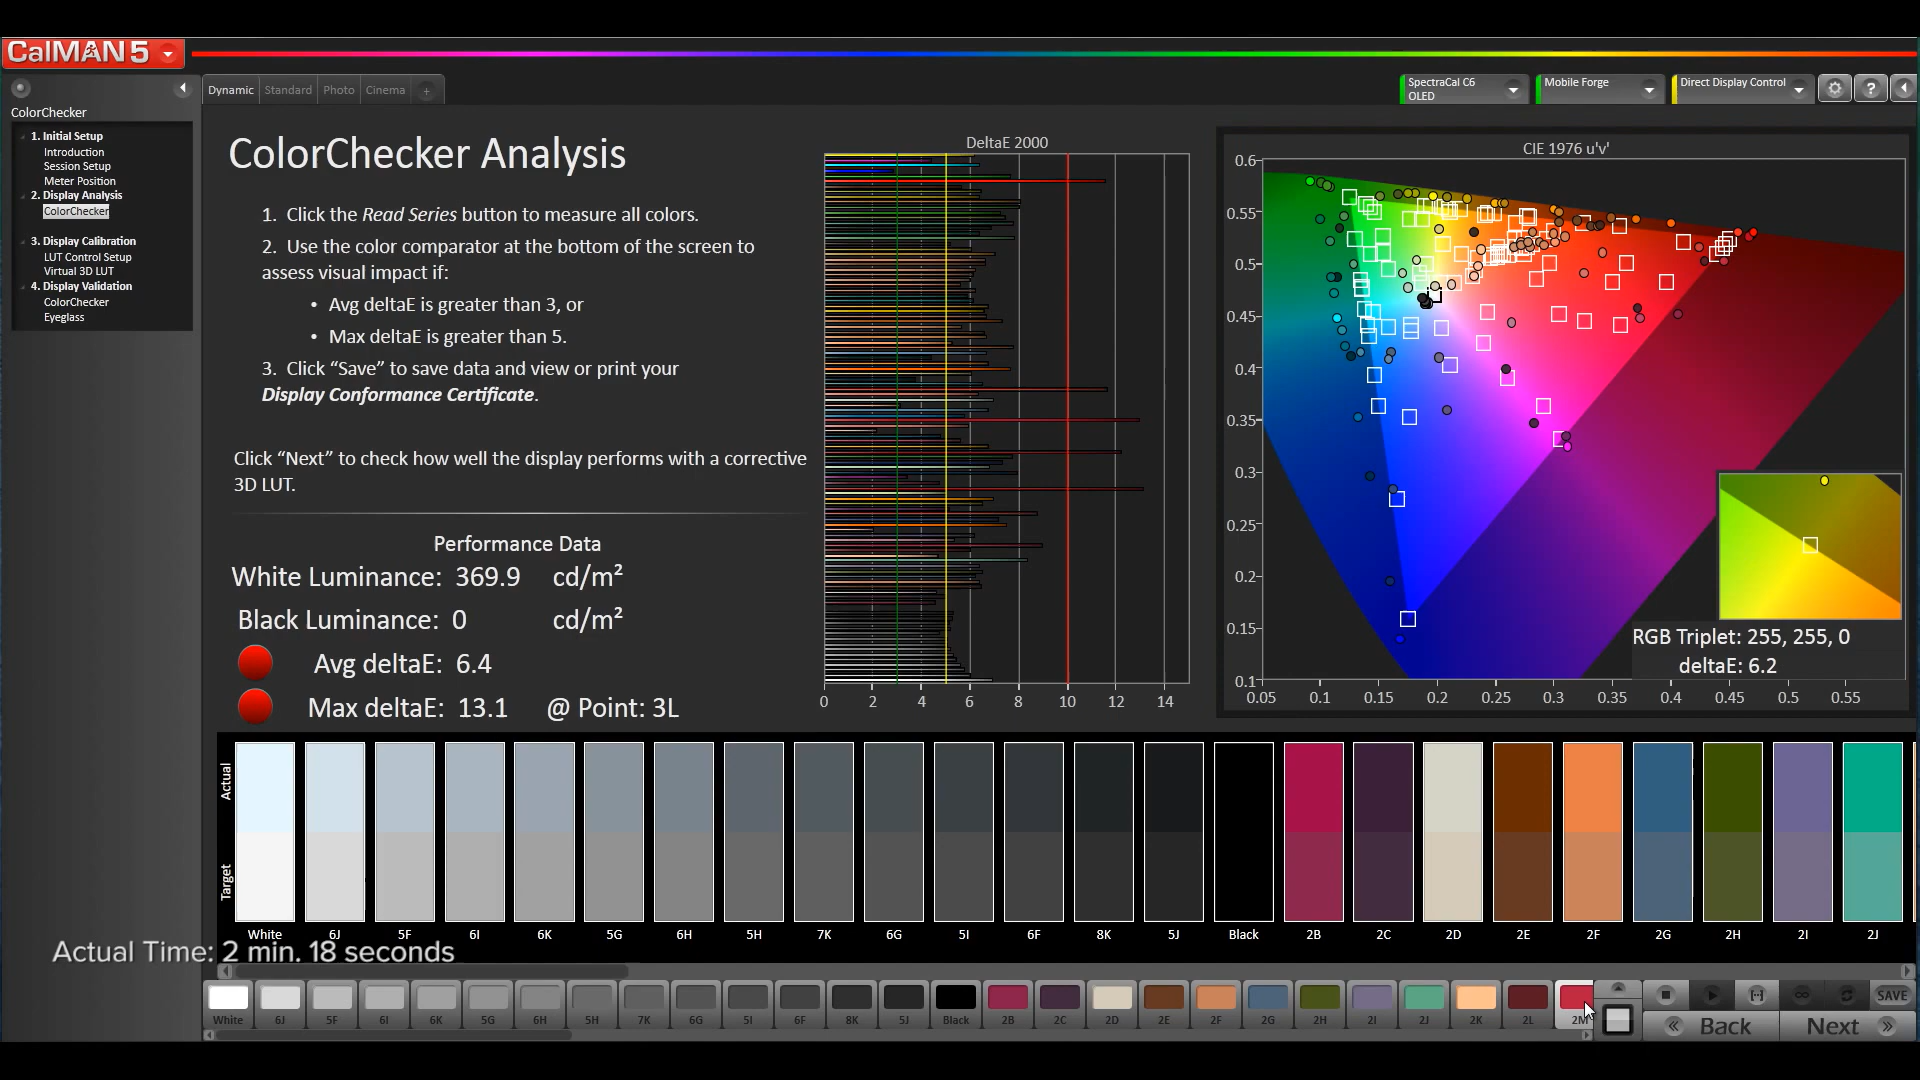 CalMAN 5
Dynamic
Standard
Photo
Cinema
+
SpectraCal C6
OLED
Mobile Forge
Direct Display Control
?
ColorChecker
1. Initial Setup
Introduction
Session Setup
Meter Position
2. Display Analysis
ColorChecker
3. Display Calibration
LUT Control Setup
Virtual 3D LUT
4. Display Validation
ColorChecker
Eyeglass
ColorChecker Analysis
1. Click the Read Series button to measure all colors.
2. Use the color comparator at the bottom of the screen to
assess visual impact if:
• Avg deltaE is greater than 3, or
• Max deltaE is greater than 5.
3. Click “Save” to save data and view or print your
Display Conformance Certificate.
Click “Next” to check how well the display performs with a corrective
3D LUT.
Performance Data
White Luminance: 369.9 cd/m²
Black Luminance: 0 cd/m²
Avg deltaE: 6.4
Max deltaE: 13.1 @ Point: 3L
DeltaE 2000
0 2 4 6 8 10 12 14
CIE 1976 u'v'
0.6
0.55
0.5
0.45
0.4
0.35
0.3
0.25
0.2
0.15
0.1
0.05 0.1 0.15 0.2 0.25 0.3 0.35 0.4 0.45 0.5 0.55
RGB Triplet: 255, 255, 0
deltaE: 6.2
Actual
Target
White 6J 5F 6I 6K 5G 6H 5H 7K 6G 5I 6F 8K 5J Black 2B 2C 2D 2E 2F 2G 2H 2I 2J
Actual Time: 2 min. 18 seconds
White 6J 5F 6I 6K 5G 6H 5H 7K 6G 5I 6F 8K 5J Black 2B 2C 2D 2E 2F 2G 2H 2I 2J 2K 2L 2M
SAVE
Back
Next